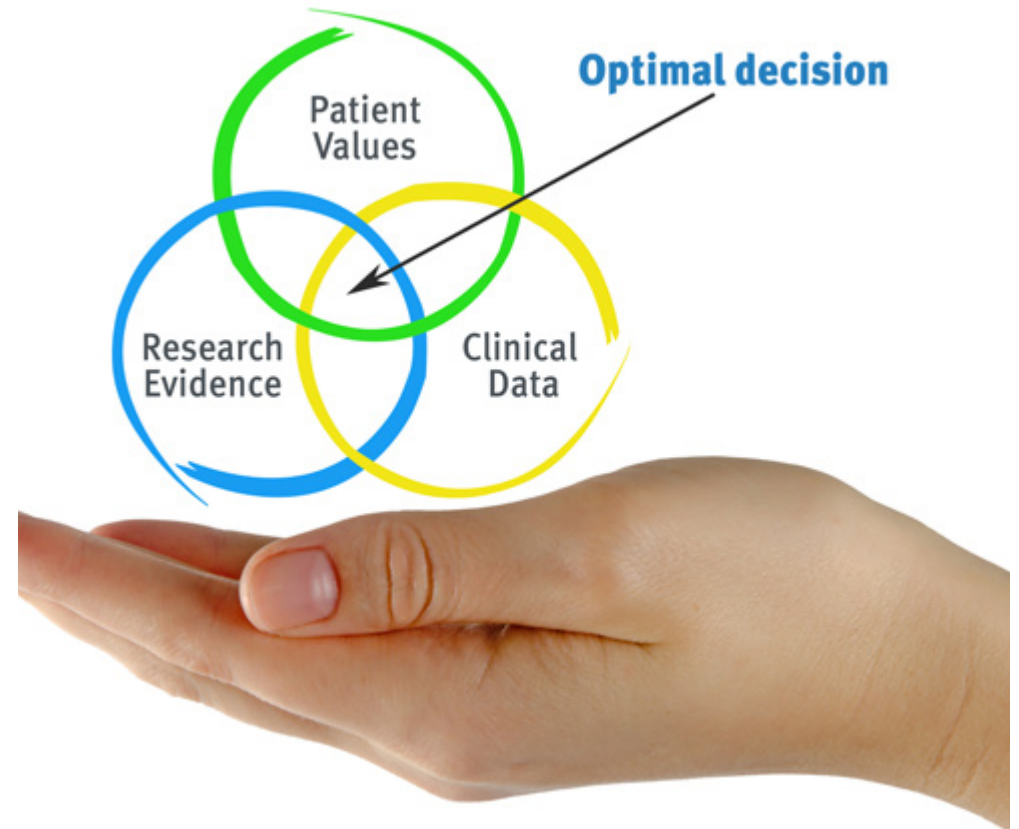 Optimal decision
Patient
Values
Research
Evidence
Clinical
Data